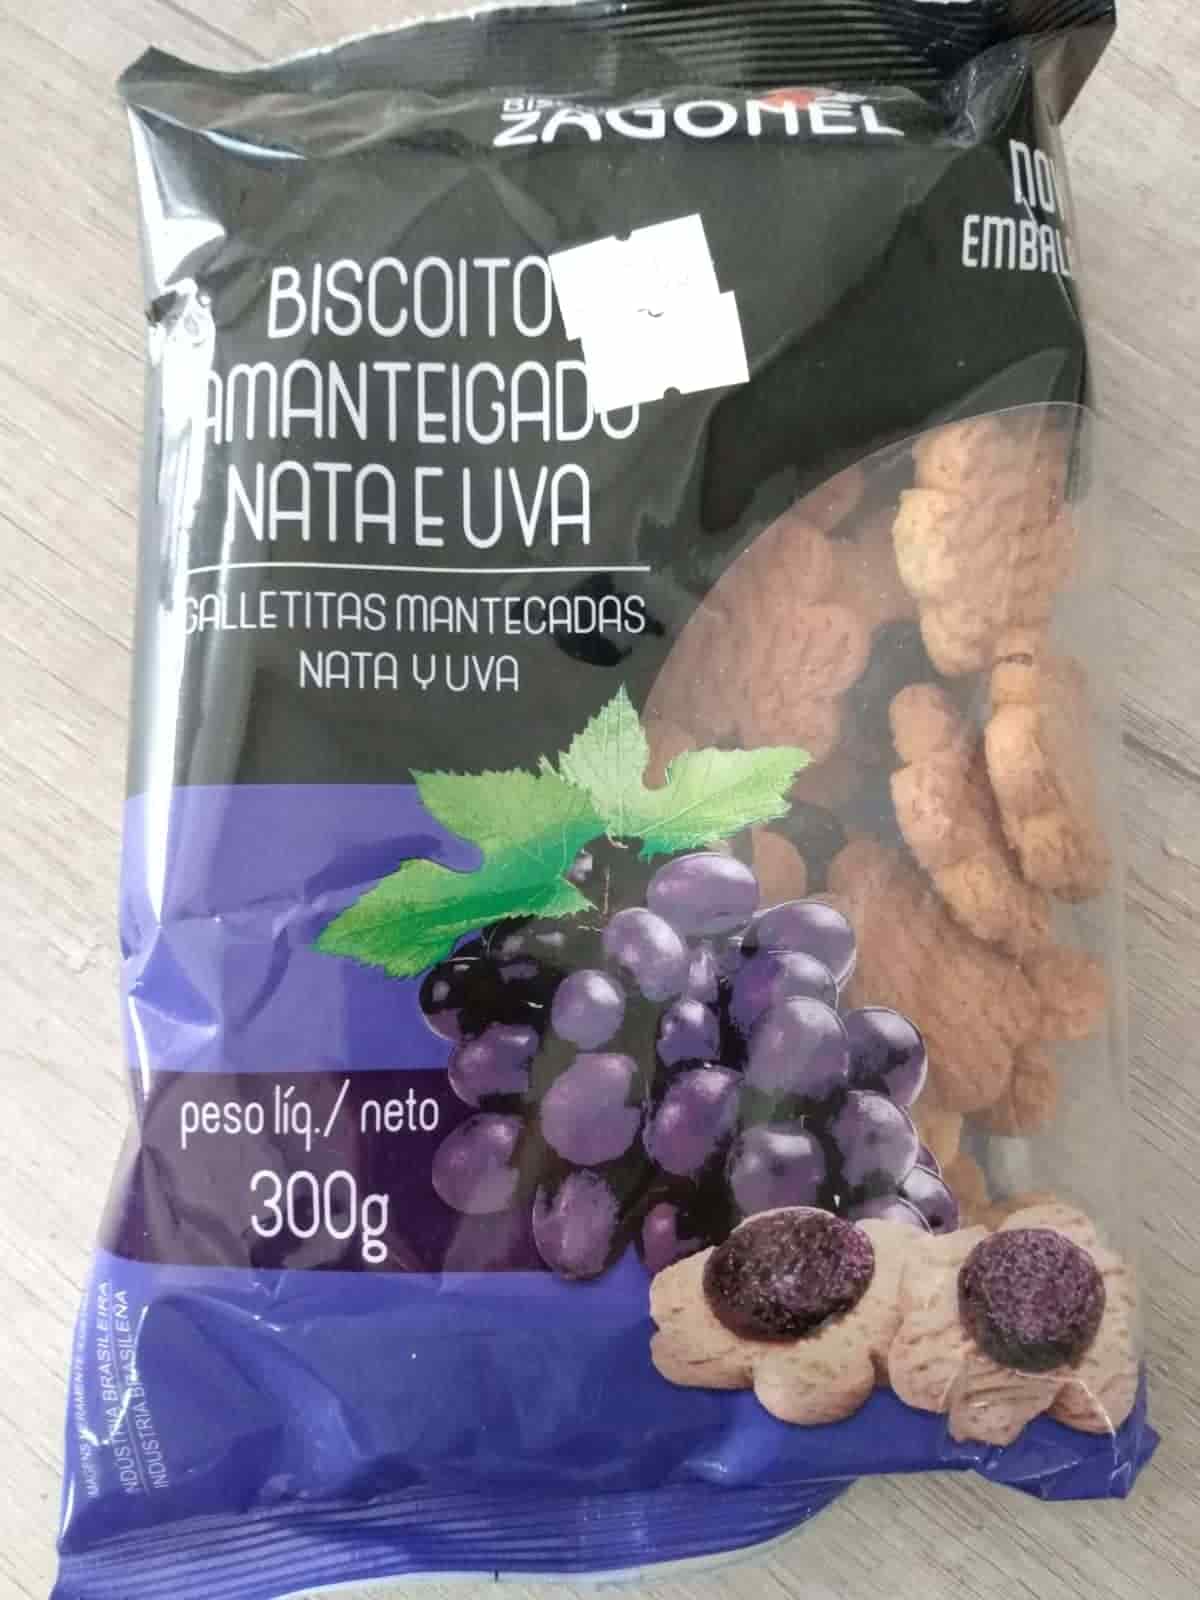 ZAGONEL
BISCOITO
AMANTEIGADO
NATA E UVA
GALLETITAS MANTECADAS
NATA Y UVA
peso líq./ neto
300g
INDÚSTRIA BRASILEIRA
INDUSTRIA BRASILEÑA